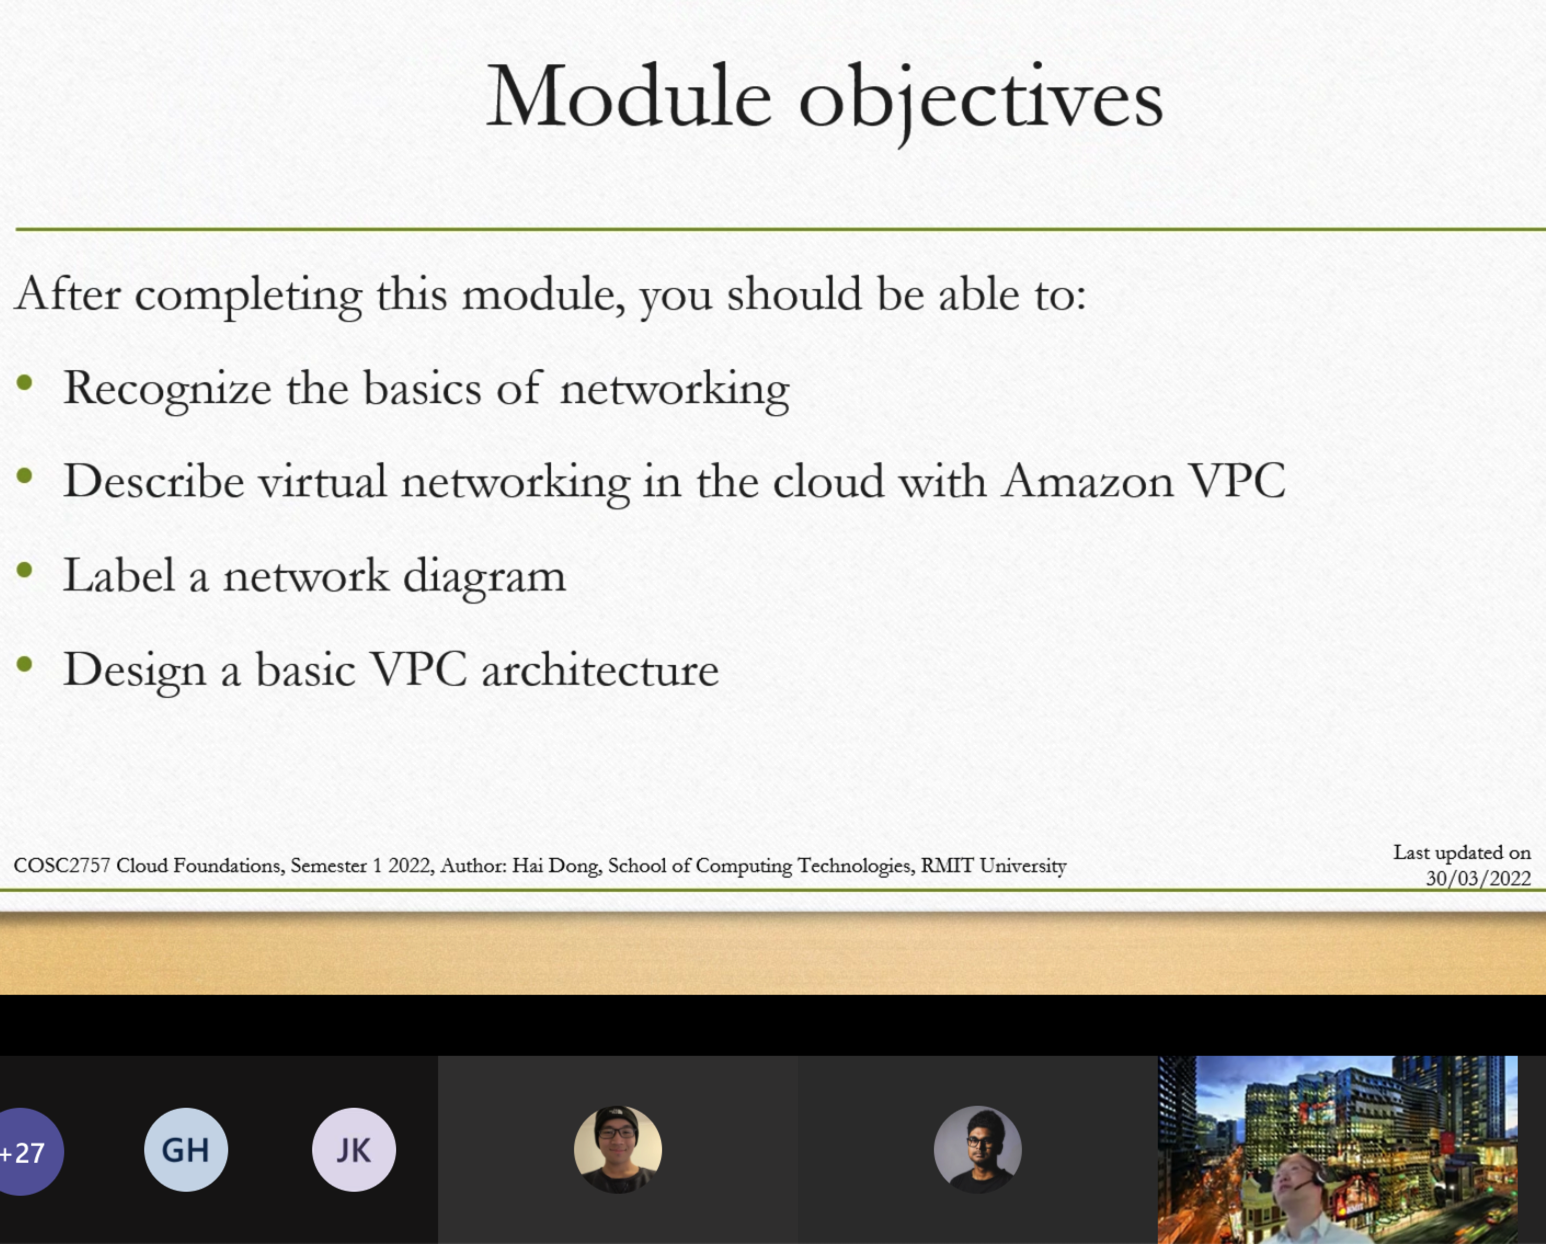 Module objectives
After completing this module, you should be able to:
• Recognize the basics of networking
• Describe virtual networking in the cloud with Amazon VPC
• Label a network diagram
• Design a basic VPC architecture
COSC2757 Cloud Foundations, Semester 1 2022, Author: Hai Dong, School of Computing Technologies, RMIT University
Last updated on
30/03/2022
+27
GH
JK